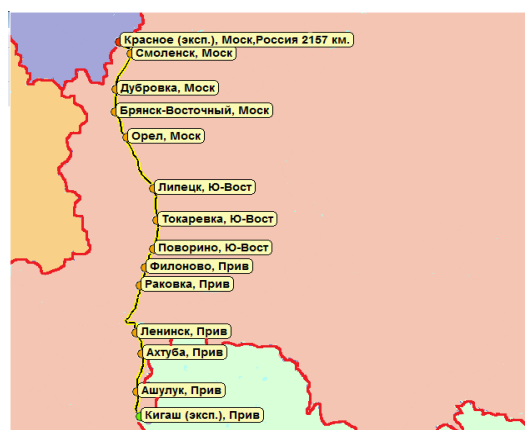 Красное (эксп.), Моск,Россия 2157 км.
Смоленск, Моск
Дубровка, Моск
Брянск-Восточный, Моск
Орел, Моск
Липецк, Ю-Вост
Токаревка, Ю-Вост
Поворино, Ю-Вост
Филоново, Прив
Раковка, Прив
Ленинск, Прив
Ахтуба, Прив
Ашулук, Прив
Кигаш (эксп.), Прив